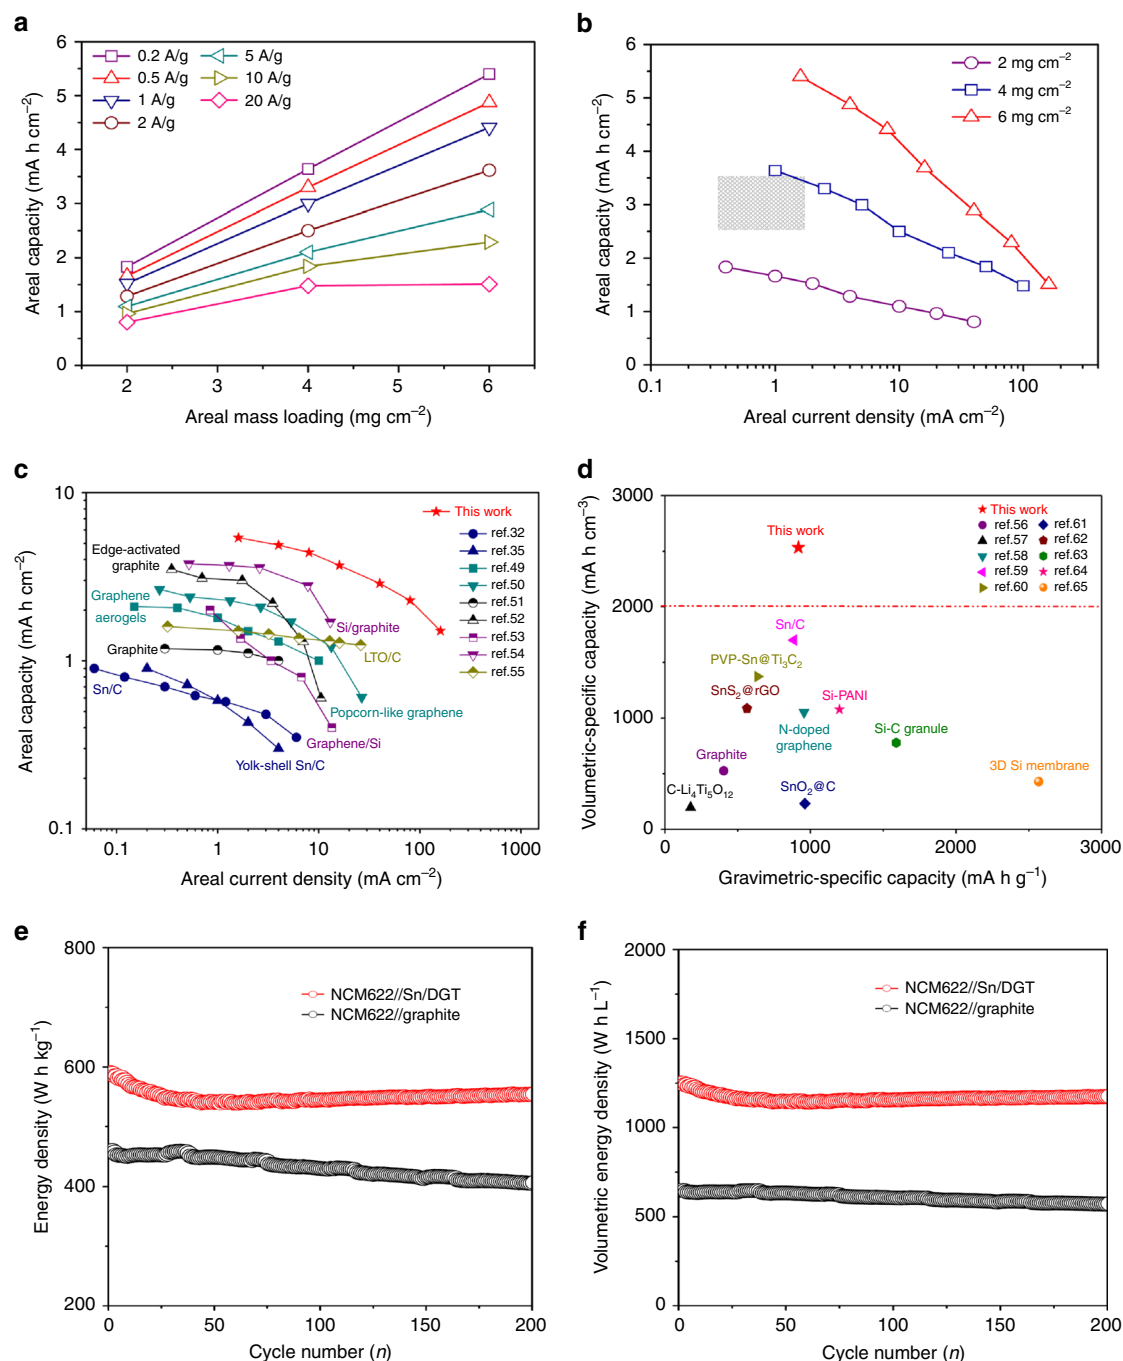 a
6
5
4
3
2
1
0
0.2 A/g
0.5 A/g
1 A/g
2 A/g
5 A/g
10 A/g
20 A/g
2
3
4
5
6
Areal mass loading (mg cm⁻²)
Areal capacity (mA h cm⁻²)
b
6
5
4
3
2
1
0
2 mg cm⁻²
4 mg cm⁻²
6 mg cm⁻²
0.1
1
10
100
Areal current density (mA cm⁻²)
Areal capacity (mA h cm⁻²)
c
10
1
0.1
This work
ref.32
ref.35
ref.49
ref.50
ref.51
ref.52
ref.53
ref.54
ref.55
Edge-activated
graphite
Graphene
aerogels
Graphite
Sn/C
Si/graphite
LTO/C
Popcorn-like graphene
Graphene/Si
Yolk-shell Sn/C
0.1
1
10
100
1000
Areal current density (mA cm⁻²)
Areal capacity (mA h cm⁻²)
d
3000
2000
1000
0
This work
ref.56
ref.57
ref.58
ref.59
ref.60
ref.61
ref.62
ref.63
ref.64
ref.65
This work
Sn/C
PVP-Sn@Ti₃C₂
SnS₂@rGO
Si-PANI
N-doped
graphene
Si-C granule
Graphite
3D Si membrane
C-Li₄Ti₅O₁₂
SnO₂@C
0
1000
2000
3000
Gravimetric-specific capacity (mA h g⁻¹)
Volumetric-specific capacity (mA h cm⁻³)
e
800
600
400
200
NCM622//Sn/DGT
NCM622//graphite
0
50
100
150
200
Cycle number (n)
Energy density (W h kg⁻¹)
f
2000
1500
1000
500
0
NCM622//Sn/DGT
NCM622//graphite
0
50
100
150
200
Cycle number (n)
Volumetric energy density (W h L⁻¹)